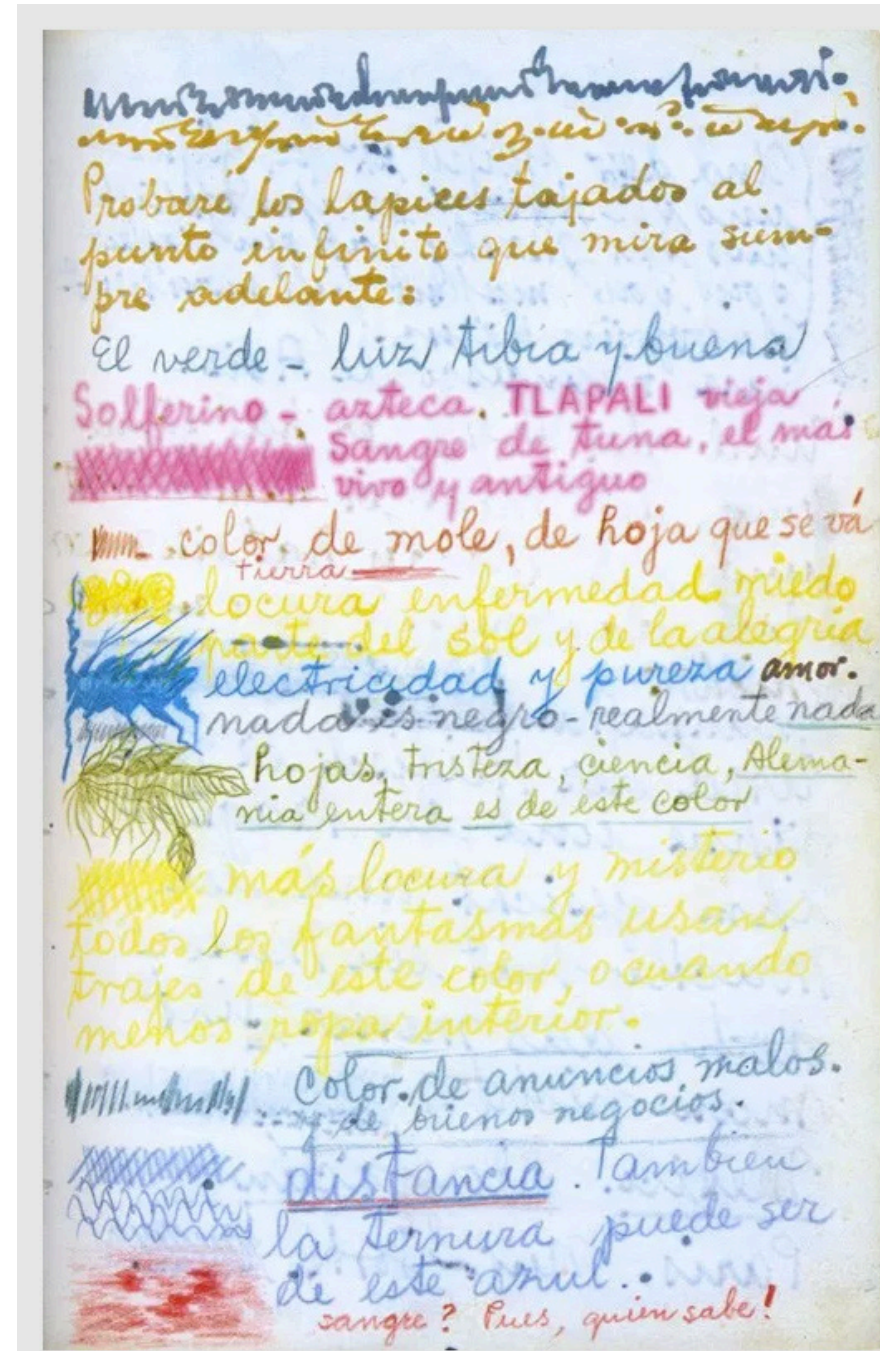 Probaré los lapices tajados al
punto infinito que mira siem-
pre adelante:
El verde - luz tibia y buena
Solferino - azteca. TLAPALI vieja
Sangre de tuna, el más
vivo y antiguo
color de mole, de hoja que se vá
tierra
locura enfermedad miedo
parte del sol y de la alegria
electricidad y pureza amor.
nada es negro - realmente nada
hojas, tristeza, ciencia, Alema-
nia entera es de este color
más locura y misterio
todos los fantasmas usan
trajes de este color, o cuando
menos ropa interior.
color de anuncios malos.
y de buenos negocios.
distancia. Tambien
la ternura puede ser
de este azul.
sangre? Pues, quien sabe!